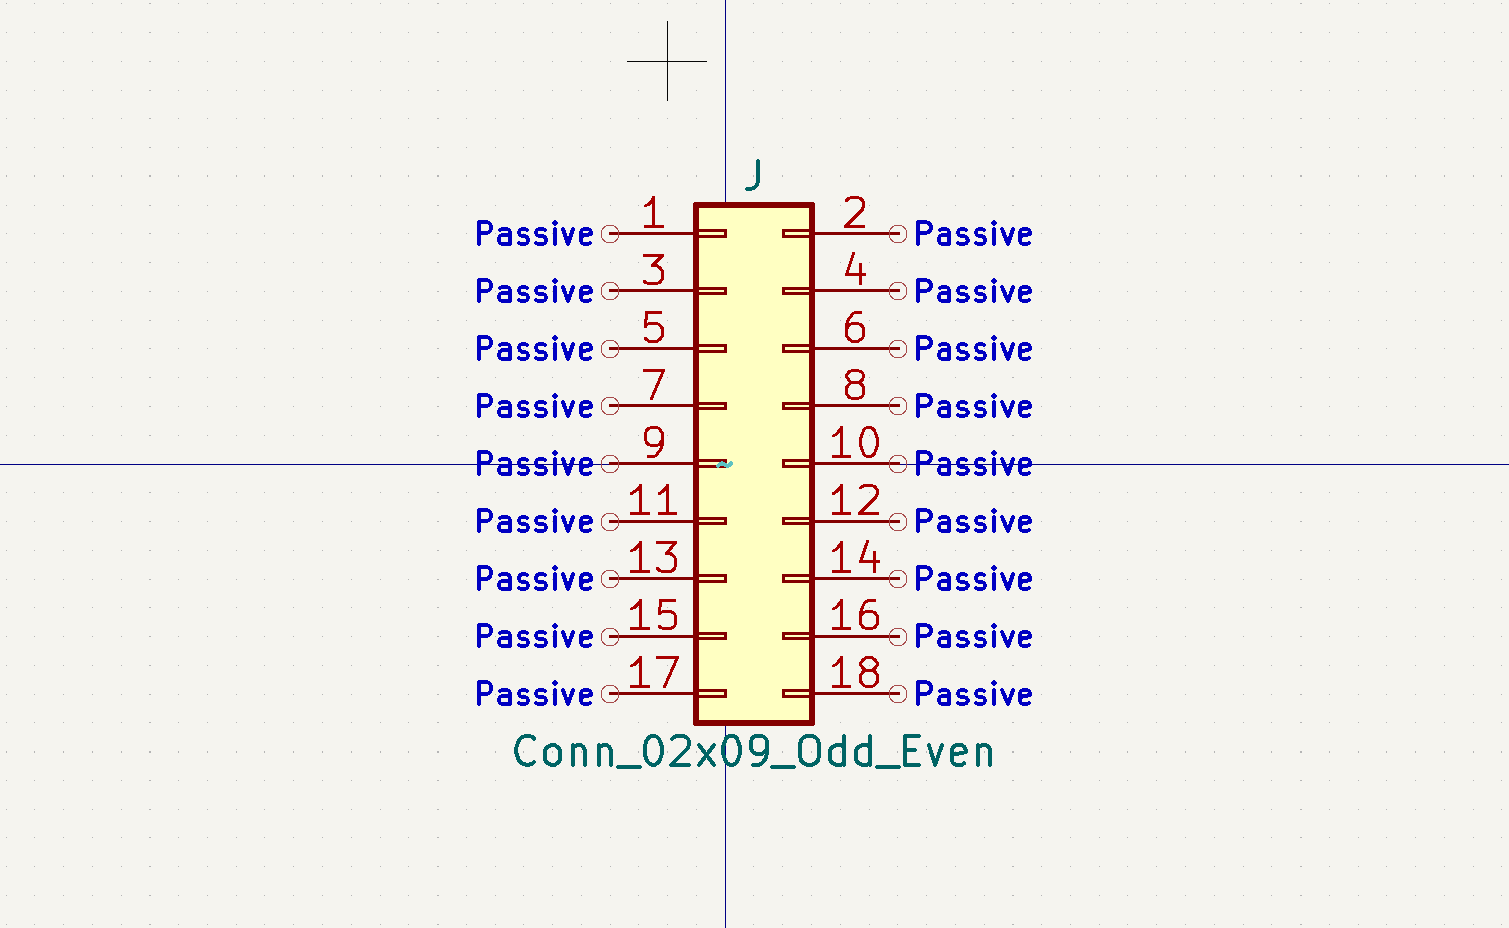 J
Passive 1 2 Passive
Passive 3 4 Passive
Passive 5 6 Passive
Passive 7 8 Passive
Passive 9 ~ 10 Passive
Passive 11 12 Passive
Passive 13 14 Passive
Passive 15 16 Passive
Passive 17 18 Passive
Conn_02x09_Odd_Even